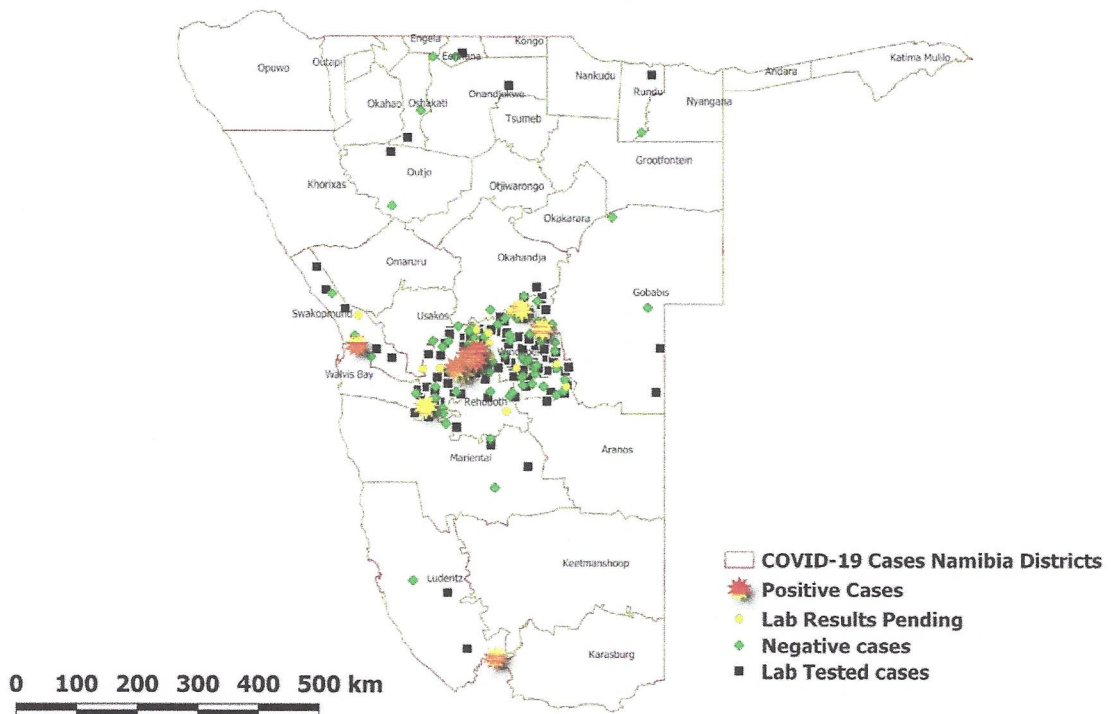 Engela
Kongo
Eenhana
Opuwo
Outapi
Katima Mulilo
Andara
Nankudu
Rundu
Nyangana
Okahao
Oshakati
Onandjokwe
Tsumeb
Grootfontein
Khorixas
Outjo
Otjiwarongo
Okakarara
Omaruru
Okahandja
Gobabis
Swakopmund
Usakos
Walvis Bay
Rehoboth
Mariental
Aranos
Keetmanshoop
Luderitz
Karasburg
COVID-19 Cases Namibia Districts
Positive Cases
Lab Results Pending
Negative cases
Lab Tested cases
0 100 200 300 400 500 km